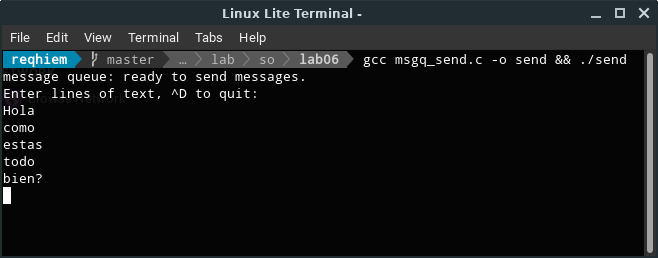 Linux Lite Terminal -
File Edit View Terminal Tabs Help
reqhiem master … lab so lab06 gcc msgq_send.c -o send && ./send
message queue: ready to send messages.
Enter lines of text, ^D to quit:
Hola
como
estas
todo
bien?